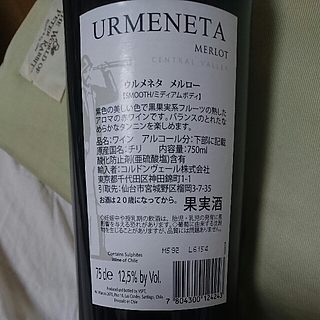 URMENETA
MERLOT
CENTRAL VALLEY
ウルメネタ メルロー
【SMOOTH/ミディアムボディ】
紫色の美しい色で黒果実系フルーツの熟した
アロマの赤ワインです。バランスのとれたな
めらかなタンニンを楽しめます。
品名:ワイン アルコール分:下部に記載
原産国:チリ 内容量:750ml
酸化防止剤(亜硫酸塩)含有
輸入者:コルドンヴェール株式会社
東京都千代田区神田錦町1-1
引取先:仙台市宮城野区榴岡3-7-35
お酒は20歳になってから。
果実酒
Contains Sulphites
Wine of Chile
75 cl e 12,5% by Vol.
7 804300 124243